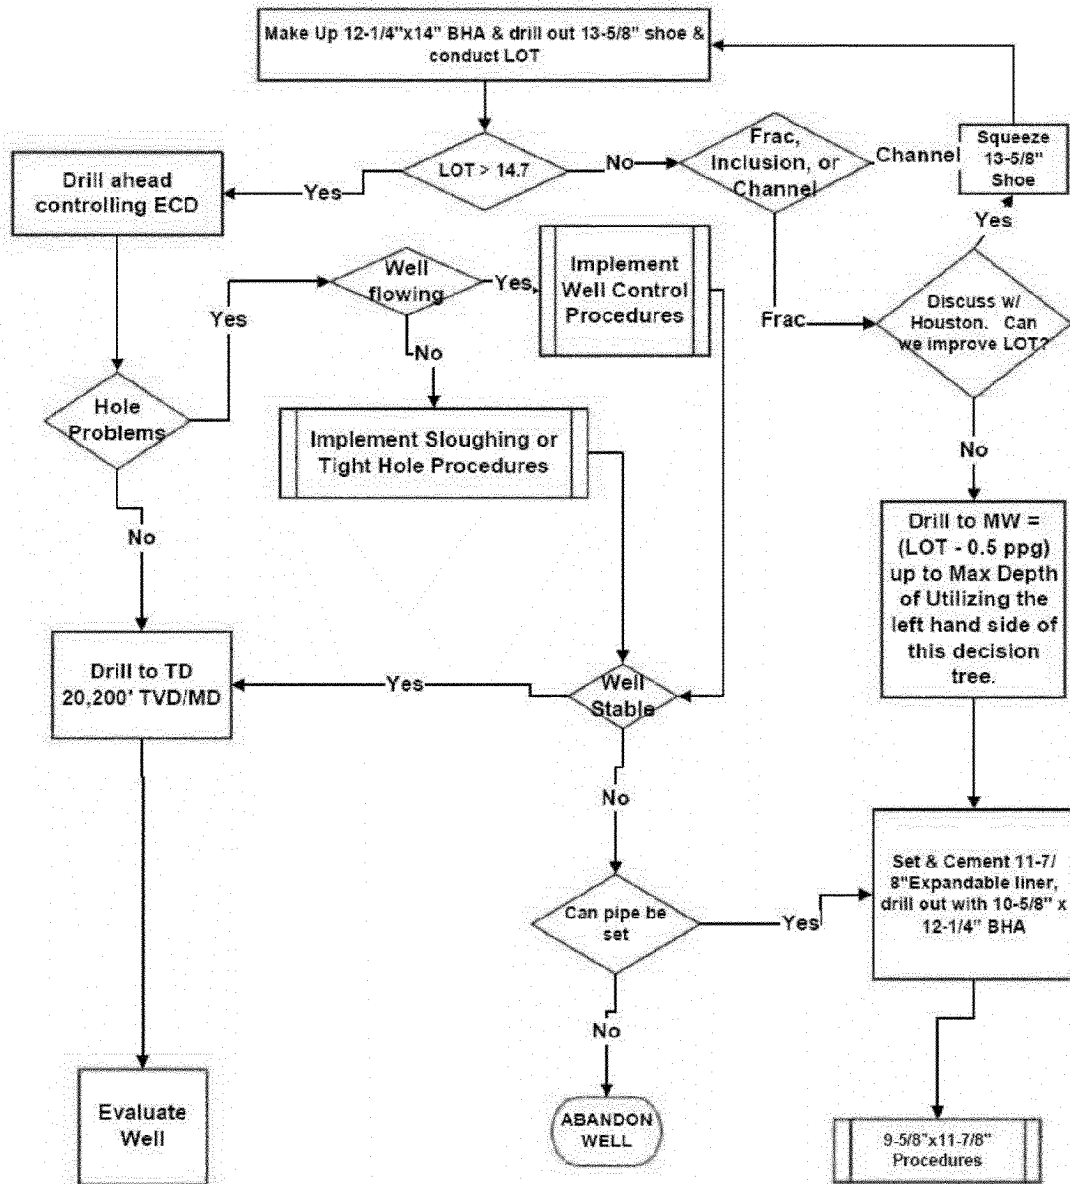 Make Up 12-1/4"x14" BHA & drill out 13-5/8" shoe &
conduct LOT
LOT > 14.7
No
Frac,
Inclusion, or
Channel
Channel
Squeeze
13-5/8"
Shoe
Yes
Drill ahead
controlling ECD
Yes
Well
flowing
Yes
Implement
Well Control
Procedures
Frac
Discuss w/
Houston. Can
we improve LOT?
Yes
No
Hole
Problems
Implement Sloughing or
Tight Hole Procedures
No
No
Drill to MW =
(LOT - 0.5 ppg)
up to Max Depth
of Utilizing the
left hand side of
this decision
tree.
Drill to TD
20,200' TVD/MD
Yes
Well
Stable
No
Can pipe be
set
Yes
Set & Cement 11-7/
8"Expandable liner,
drill out with 10-5/8" x
12-1/4" BHA
No
Evaluate
Well
ABANDON
WELL
9-5/8"x11-7/8"
Procedures